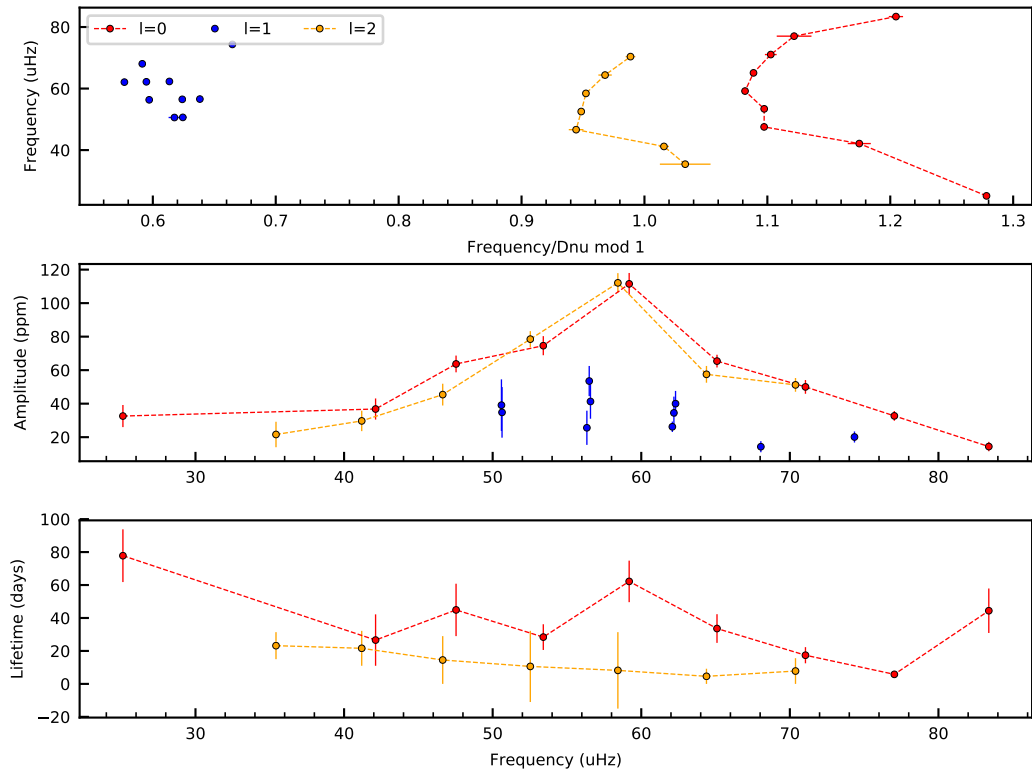 l=0 l=1 l=2
Frequency (uHz)
80
60
40
0.6 0.7 0.8 0.9 1.0 1.1 1.2 1.3
Frequency/Dnu mod 1
Amplitude (ppm)
120
100
80
60
40
20
30 40 50 60 70 80
Lifetime (days)
100
80
60
40
20
0
−20
30 40 50 60 70 80
Frequency (uHz)